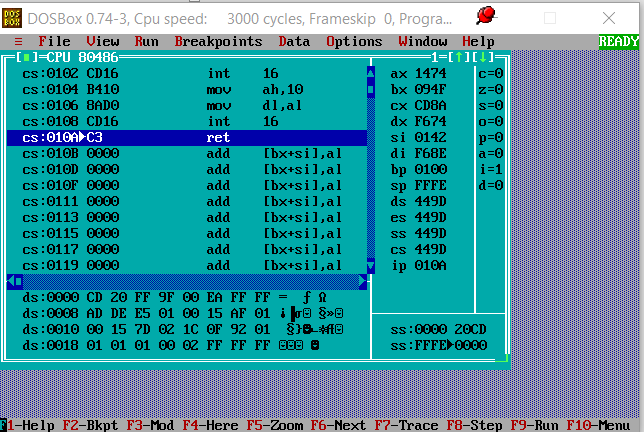 DOSBox 0.74-3, Cpu speed: 3000 cycles, Frameskip 0, Progra...
≡ File View Run Breakpoints Data Options Window Help READY
[■]=CPU 80486 1=[↑][↓]
cs:0102 CD16 int 16 ax 1474 c=0
cs:0104 B410 mov ah,10 bx 094F z=0
cs:0106 8AD0 mov dl,al cx CD8A s=0
cs:0108 CD16 int 16 dx F674 o=0
cs:010A►C3 ret si 0142 p=0
cs:010B 0000 add [bx+si],al di F68E a=0
cs:010D 0000 add [bx+si],al bp 0100 i=1
cs:010F 0000 add [bx+si],al sp FFFE d=0
cs:0111 0000 add [bx+si],al ds 449D
cs:0113 0000 add [bx+si],al es 449D
cs:0115 0000 add [bx+si],al ss 449D
cs:0117 0000 add [bx+si],al cs 449D
cs:0119 0000 add [bx+si],al ip 010A
ds:0000 CD 20 FF 9F 00 EA FF FF = ƒ Ω
ds:0008 AD DE E5 01 00 15 AF 01
ds:0010 00 15 7D 02 1C 0F 92 01
ds:0018 01 01 01 00 02 FF FF FF
ss:0000 20CD
ss:FFFE►0000
F1-Help F2-Bkpt F3-Mod F4-Here F5-Zoom F6-Next F7-Trace F8-Step F9-Run F10-Menu